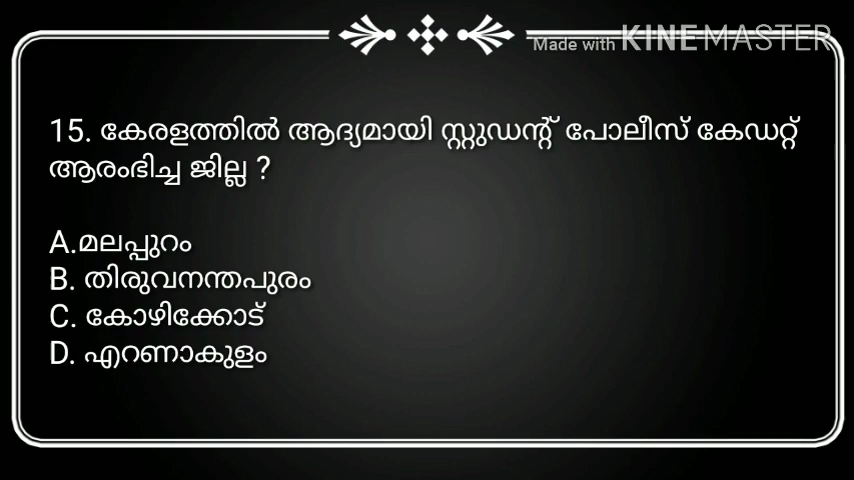 Made with KINEMASTER
15. കേരളത്തിൽ ആദ്യമായി സ്റ്റുഡന്റ് പോലീസ് കേഡറ്റ്
ആരംഭിച്ച ജില്ല ?
A.മലപ്പുറം
B. തിരുവനന്തപുരം
C. കോഴിക്കോട്
D. എറണാകുളം